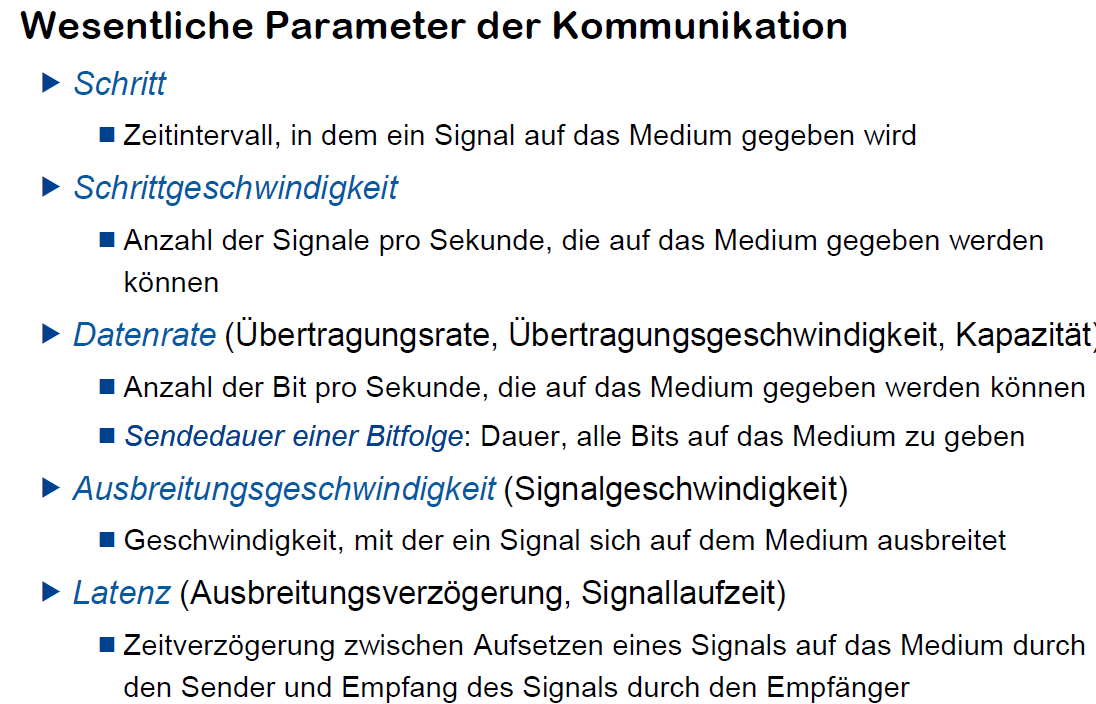 Wesentliche Parameter der Kommunikation
Schritt
Zeitintervall, in dem ein Signal auf das Medium gegeben wird
Schrittgeschwindigkeit
Anzahl der Signale pro Sekunde, die auf das Medium gegeben werden
können
Datenrate (Übertragungsrate, Übertragungsgeschwindigkeit, Kapazität)
Anzahl der Bit pro Sekunde, die auf das Medium gegeben werden können
Sendedauer einer Bitfolge: Dauer, alle Bits auf das Medium zu geben
Ausbreitungsgeschwindigkeit (Signalgeschwindigkeit)
Geschwindigkeit, mit der ein Signal sich auf dem Medium ausbreitet
Latenz (Ausbreitungsverzögerung, Signallaufzeit)
Zeitverzögerung zwischen Aufsetzen eines Signals auf das Medium durch
den Sender und Empfang des Signals durch den Empfänger